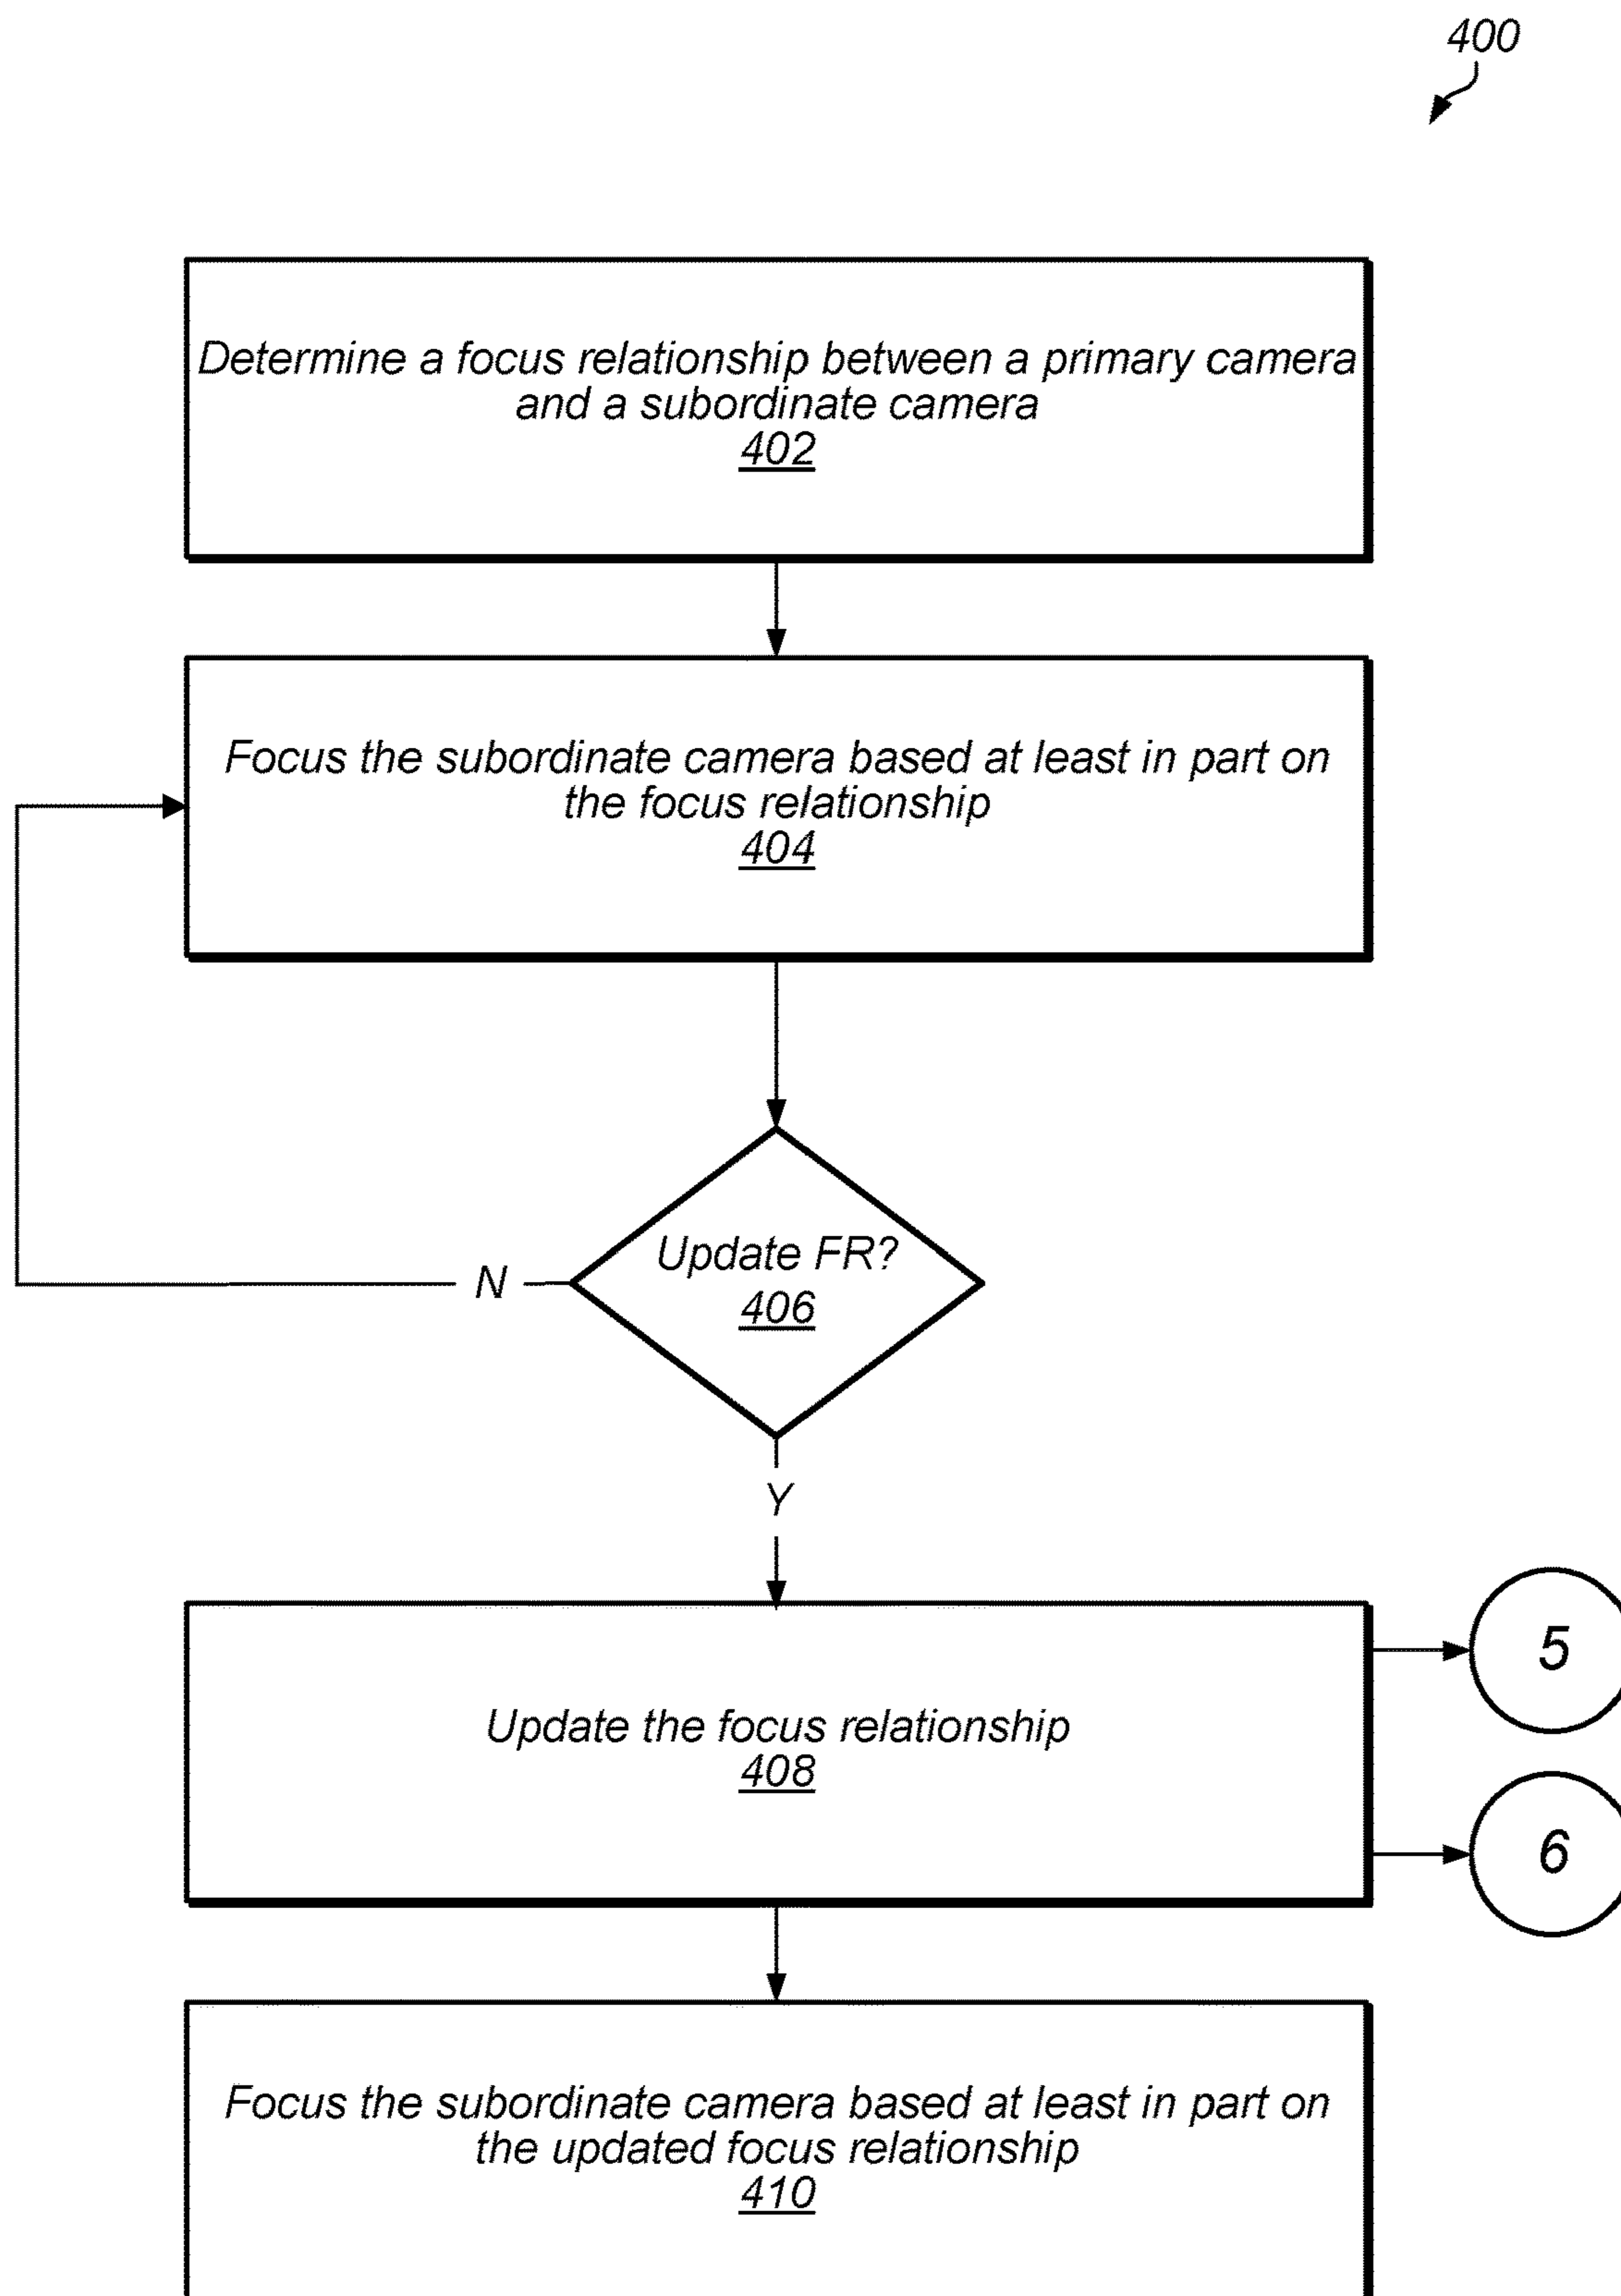 400
Determine a focus relationship between a primary camera
and a subordinate camera
402
Focus the subordinate camera based at least in part on
the focus relationship
404
Update FR?
406
N
Y
Update the focus relationship
408
5
6
Focus the subordinate camera based at least in part on
the updated focus relationship
410